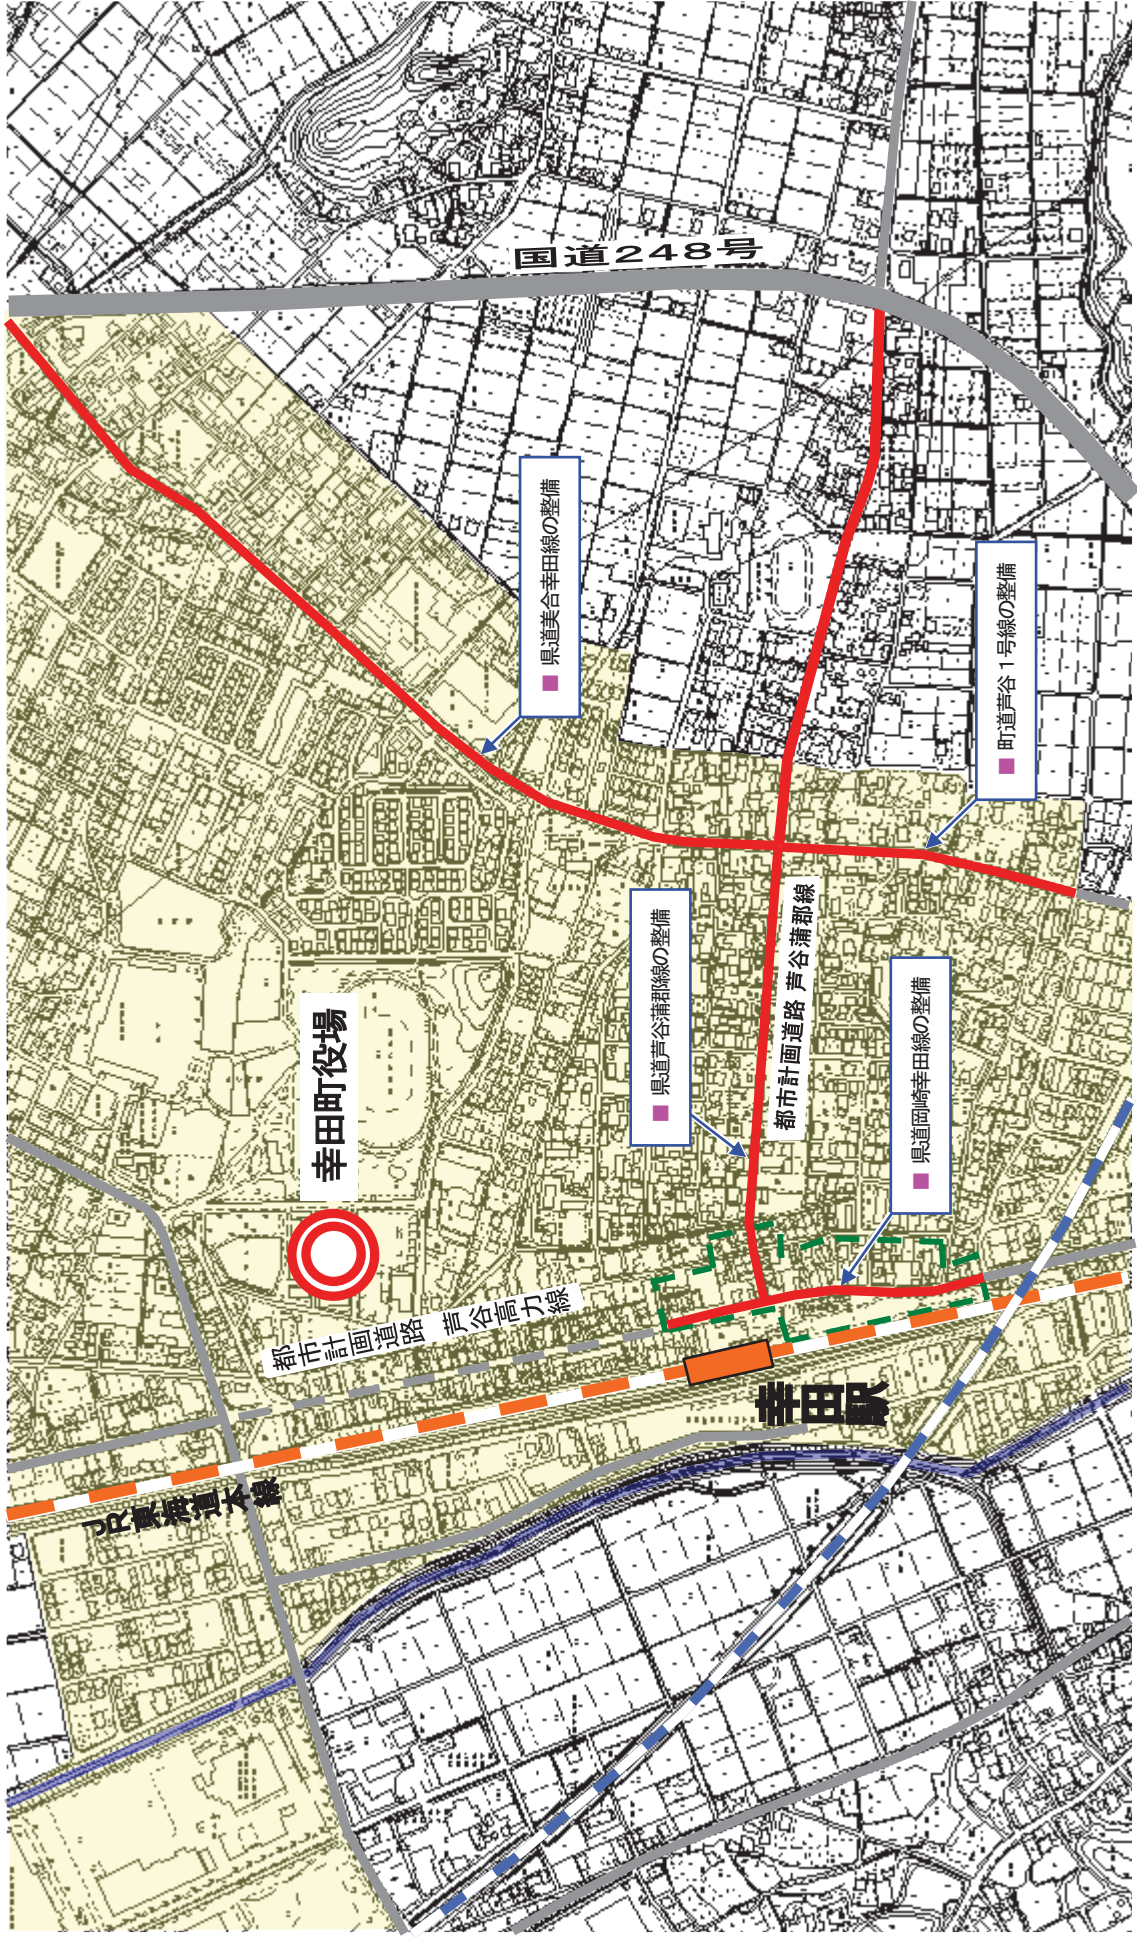 国道248号
■ 県道美合幸田線の整備
■ 町道芦谷1号線の整備
■ 県道芦谷蒲郡線の整備
都市計画道路 芦谷蒲郡線
■ 県道岡崎幸田線の整備
幸田町役場
都市計画道路 芦谷高力線
幸田駅
JR東海道本線